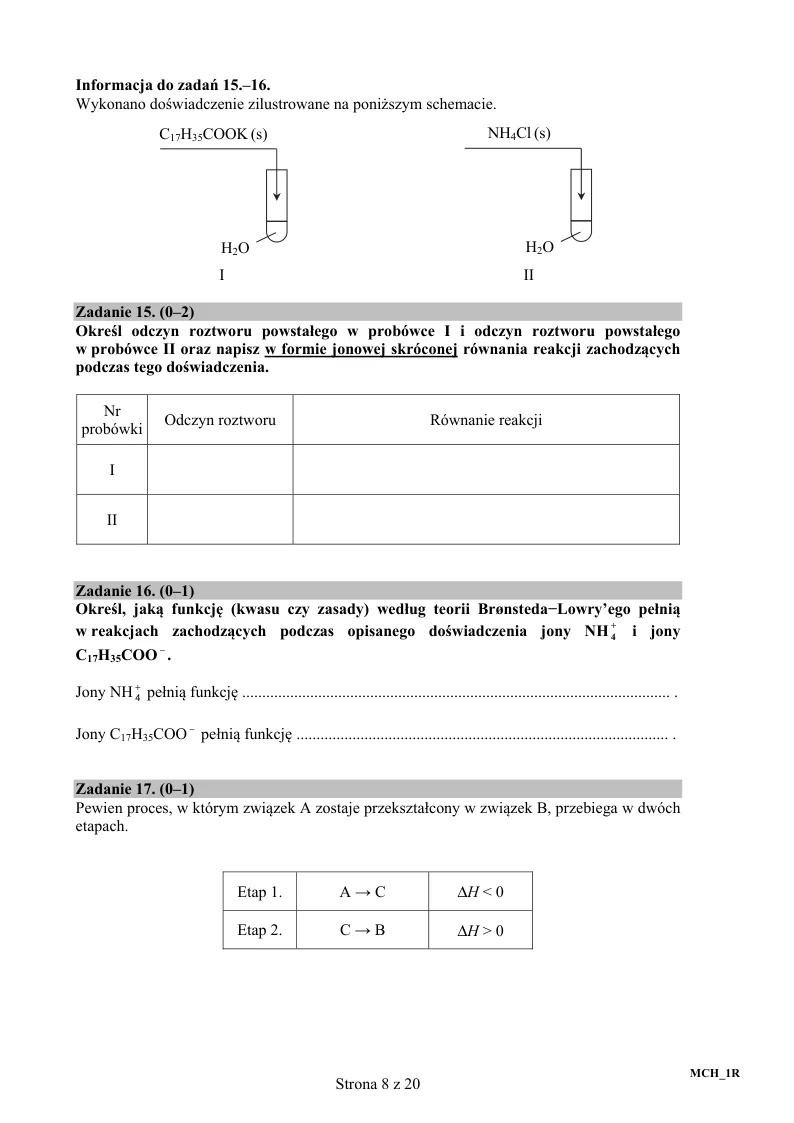 Informacja do zadań 15.–16.
Wykonano doświadczenie zilustrowane na poniższym schemacie.
C₁₇H₃₅COOK (s)
NH₄Cl (s)
H₂O
H₂O
I
II
Zadanie 15. (0–2)
Określ odczyn roztworu powstałego w probówce I i odczyn roztworu powstałego
w probówce II oraz napisz w formie jonowej skróconej równania reakcji zachodzących
podczas tego doświadczenia.
Nr
probówki
Odczyn roztworu
Równanie reakcji
I
II
Zadanie 16. (0–1)
Określ, jaką funkcję (kwasu czy zasady) według teorii Brønsteda−Lowry’ego pełnią
w reakcjach zachodzących podczas opisanego doświadczenia jony NH₄⁺ i jony
C₁₇H₃₅COO⁻.
Jony NH₄⁺ pełnią funkcję ........................................................................................................... .
Jony C₁₇H₃₅COO⁻ pełnią funkcję ............................................................................................. .
Zadanie 17. (0–1)
Pewien proces, w którym związek A zostaje przekształcony w związek B, przebiega w dwóch
etapach.
Etap 1. A → C ΔH < 0
Etap 2. C → B ΔH > 0
MCH_1R
Strona 8 z 20